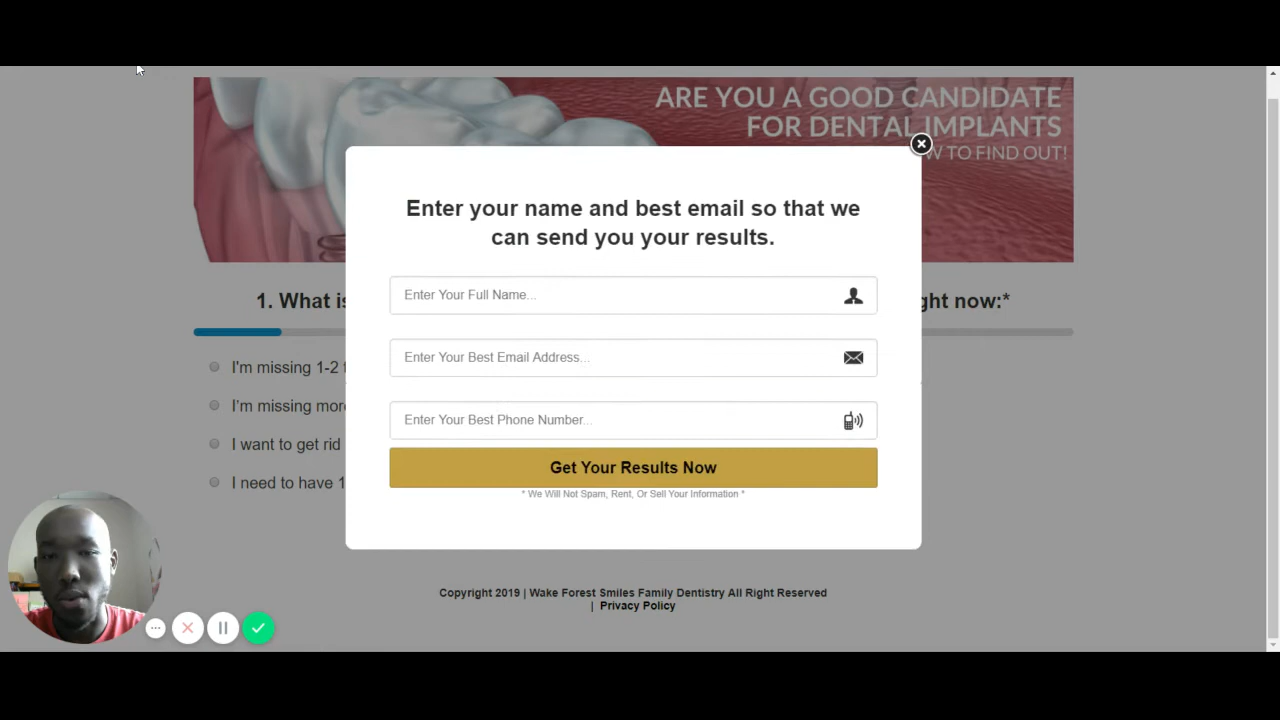 ARE YOU A GOOD CANDIDATE
FOR DENTAL IMPLANTS
TO FIND OUT!
Enter your name and best email so that we
can send you your results.
Enter Your Full Name...
1. What is
ght now:*
Enter Your Best Email Address...
I'm missing 1-2
I'm missing
Enter Your Best Phone Number...
I want to get rid
Get Your Results Now
I need to have 1
* We Will Not Spam, Rent, Or Sell Your Information *
Copyright 2019 | Wake Forest Smiles Family Dentistry All Right Reserved
| Privacy Policy